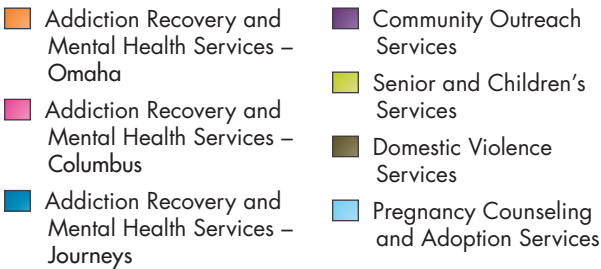 Addiction Recovery and
Mental Health Services –
Omaha
Addiction Recovery and
Mental Health Services –
Columbus
Addiction Recovery and
Mental Health Services –
Journeys
Community Outreach
Services
Senior and Children's
Services
Domestic Violence
Services
Pregnancy Counseling
and Adoption Services